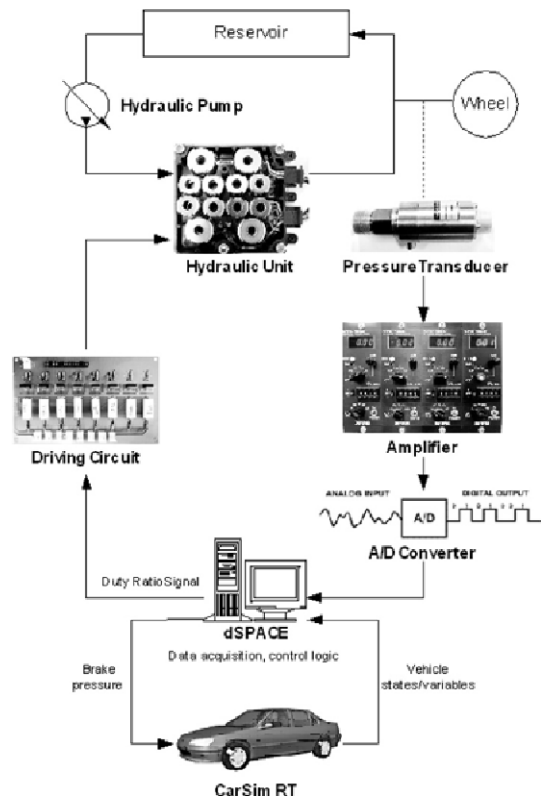 Reservoir
Hydraulic Pump
Wheel
Hydraulic Unit
Pressure Transducer
Driving Circuit
Amplifier
ANALOG INPUT
DIGITAL OUTPUT
A/D
A/D Converter
Duty Ratio Signal
dSPACE
Data acquisition, control logic
Brake
pressure
Vehicle
states/variables
CarSim RT